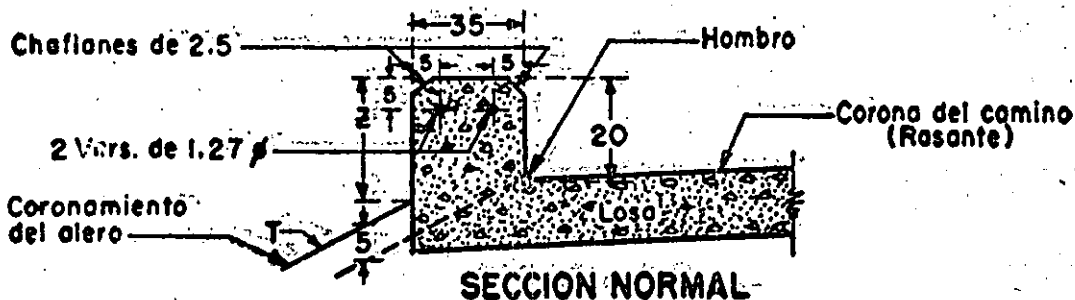 35
Chaflanes de 2.5
Hombro
5
5
5
20
Corona del camino
(Rasante)
2 Vars. de 1.27 ø
Coronamiento
del alero
T
5
Losa
SECCION NORMAL